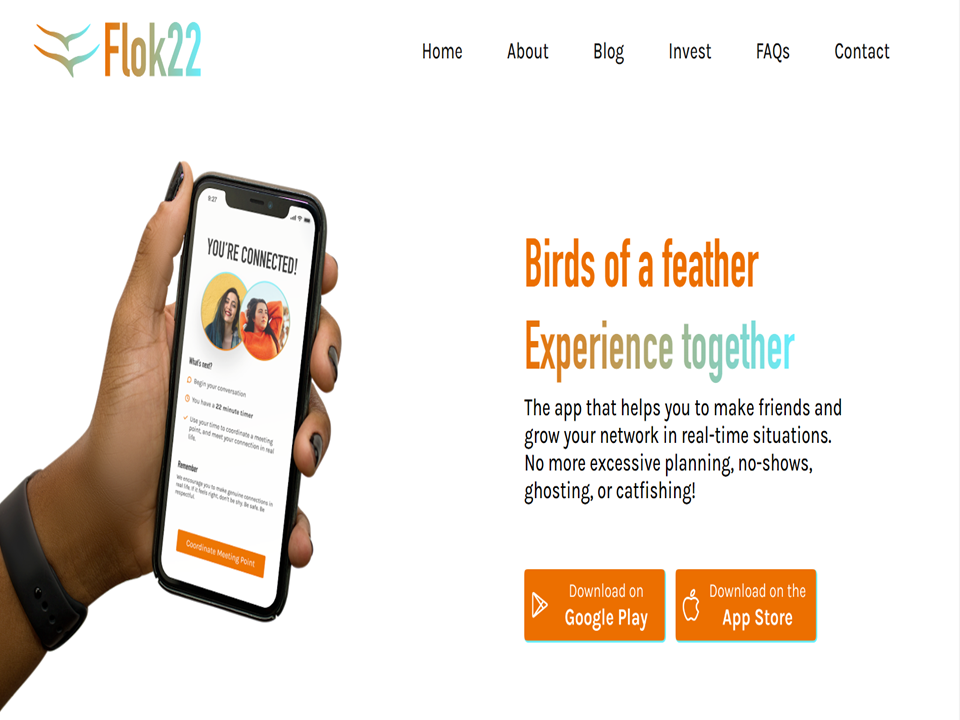 Flok22
Home About Blog Invest FAQs Contact
9:27
YOU'RE CONNECTED!
What's next?
Begin your conversation
You have a 22 minute timer
Use your time to coordinate a meeting
point, and meet your connection in real
life.
Remember
We encourage you to make genuine connections in
real life. If it feels right, don't be shy. Be safe. Be
respectful.
Coordinate Meeting Point
Birds of a feather
Experience together
The app that helps you to make friends and
grow your network in real-time situations.
No more excessive planning, no-shows,
ghosting, or catfishing!
Download on
Google Play
Download on the
App Store